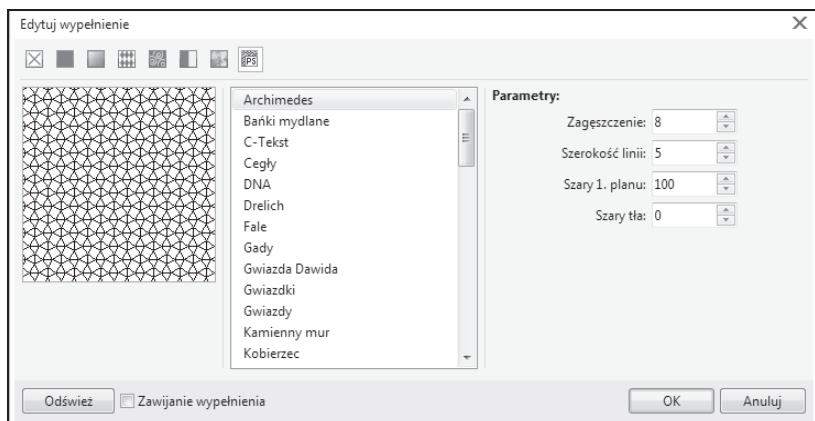 Edytuj wypełnienie
PS
Archimedes
Bańki mydlane
C-Tekst
Cegły
DNA
Drelich
Fale
Gady
Gwiazda Dawida
Gwiazdki
Gwiazdy
Kamienny mur
Kobierzec
Parametry:
Zagęszczenie: 8
Szerokość linii: 5
Szary 1. planu: 100
Szary tła: 0
Odśwież
Zawijanie wypełnienia
OK
Anuluj